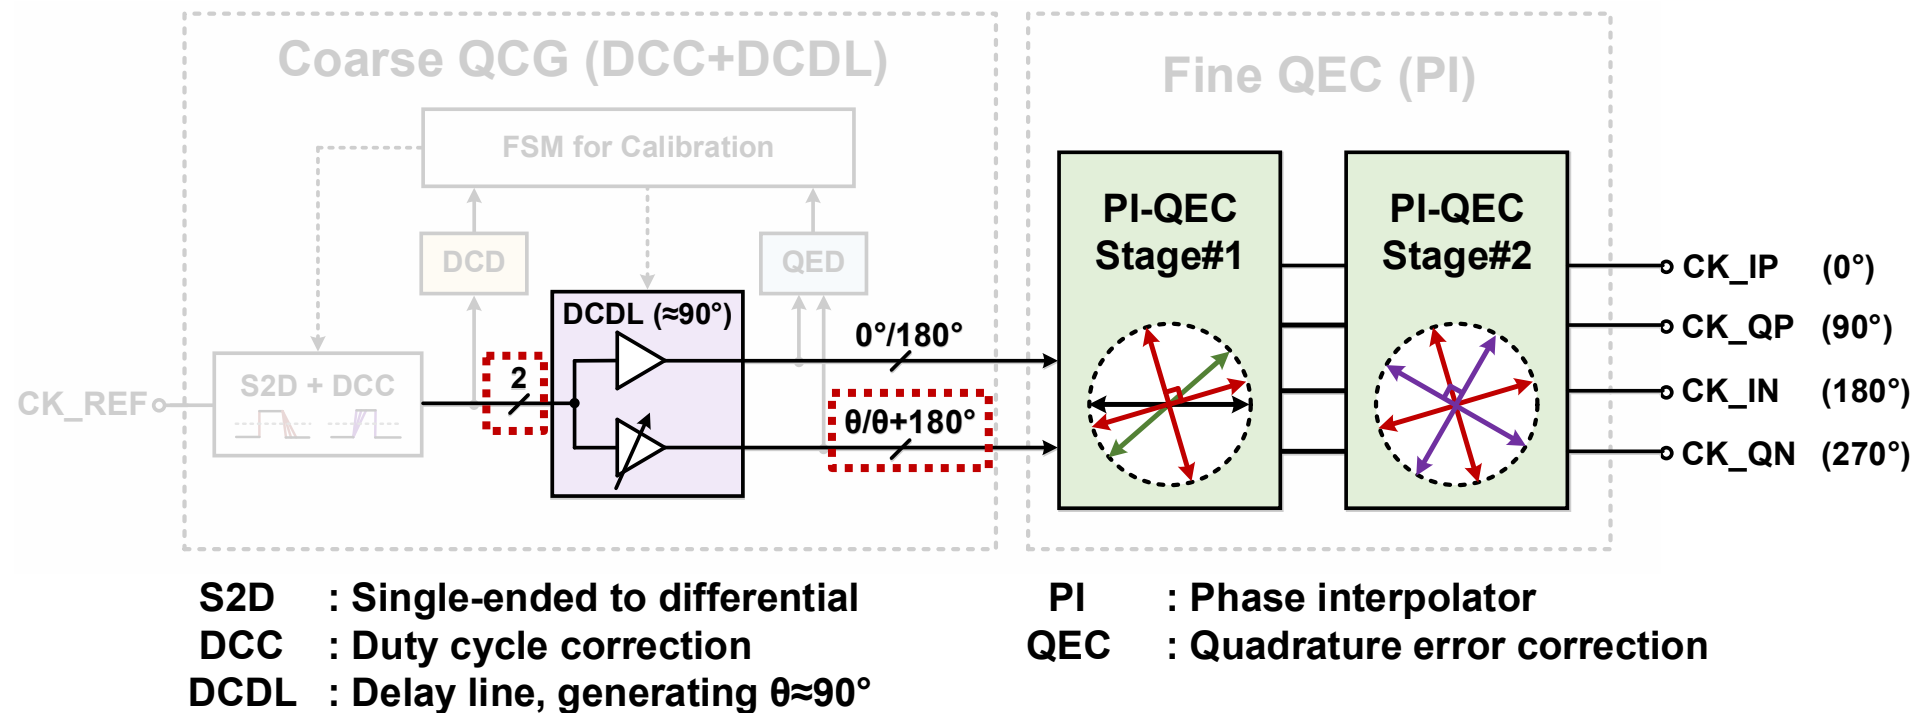 Coarse QCG (DCC+DCDL)
Fine QEC (PI)
FSM for Calibration
DCD
QED
S2D + DCC
CK_REF
2
DCDL (≈90°)
0°/180°
θ/θ+180°
PI-QEC
Stage#1
PI-QEC
Stage#2
CK_IP (0°)
CK_QP (90°)
CK_IN (180°)
CK_QN (270°)
S2D : Single-ended to differential
DCC : Duty cycle correction
DCDL : Delay line, generating θ≈90°
PI : Phase interpolator
QEC : Quadrature error correction